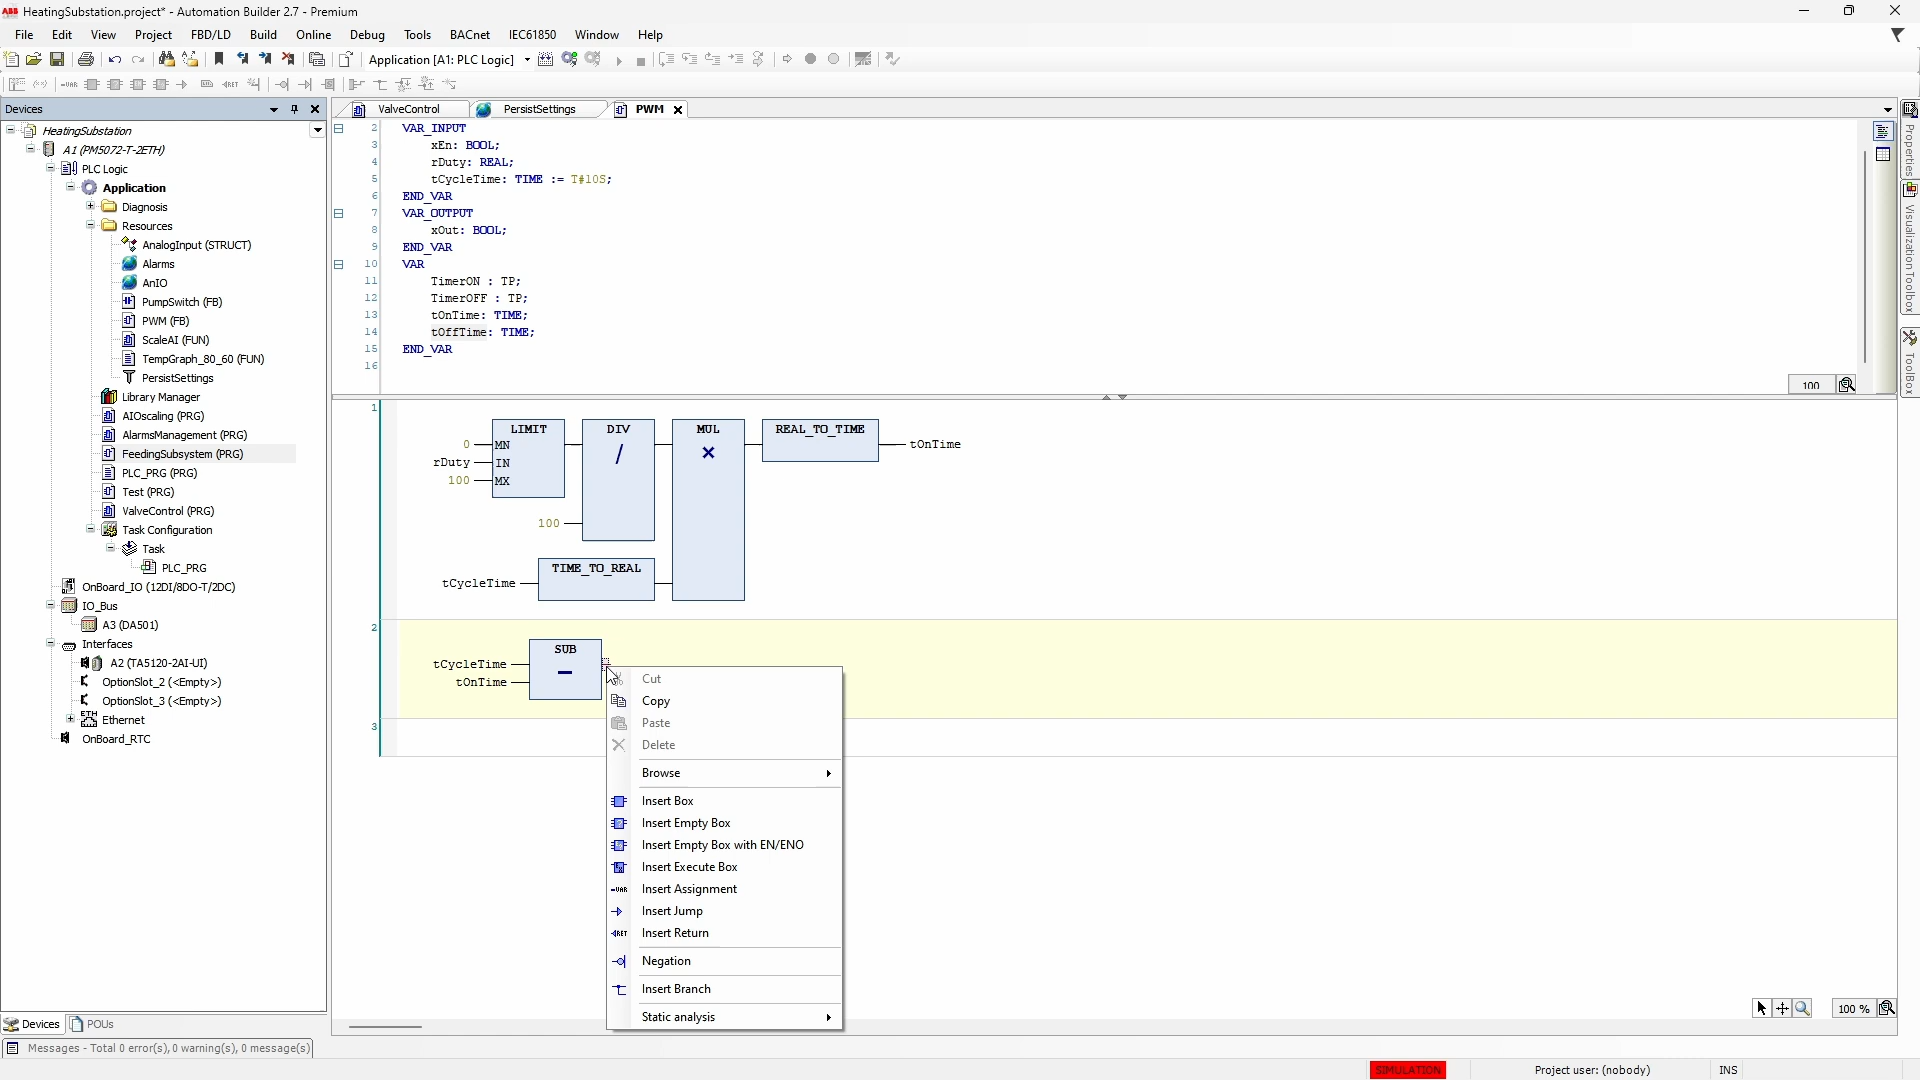 ABB HeatingSubstation.project* - Automation Builder 2.7 - Premium
File Edit View Project FBD/LD Build Online Debug Tools BACnet IEC61850 Window Help
Application [A1: PLC Logic]
Devices
HeatingSubstation
A1 (PM5072-T-2ETH)
PLC Logic
Application
Diagnosis
Resources
AnalogInput (STRUCT)
Alarms
AnIO
PumpSwitch (FB)
PWM (FB)
ScaleAI (FUN)
TempGraph_80_60 (FUN)
PersistSettings
Library Manager
AIOscaling (PRG)
AlarmsManagement (PRG)
FeedingSubsystem (PRG)
PLC_PRG (PRG)
Test (PRG)
ValveControl (PRG)
Task Configuration
Task
PLC_PRG
OnBoard_IO (12DI/8DO-T/2DC)
IO_Bus
A3 (DA501)
Interfaces
A2 (TA5120-2AI-UI)
OptionSlot_2 (<Empty>)
OptionSlot_3 (<Empty>)
ETH Ethernet
OnBoard_RTC
Devices POUs
ValveControl PersistSettings PWM
2 VAR_INPUT
3 xEn: BOOL;
4 rDuty: REAL;
5 tCycleTime: TIME := T#10S;
6 END_VAR
7 VAR_OUTPUT
8 xOut: BOOL;
9 END_VAR
10 VAR
11 TimerON : TP;
12 TimerOFF : TP;
13 tOnTime: TIME;
14 tOffTime: TIME;
15 END_VAR
16
100
1
LIMIT DIV MUL REAL_TO_TIME
0 MN / × tOnTime
rDuty IN
100 MX
100
TIME_TO_REAL
tCycleTime
2
SUB
tCycleTime
tOnTime
3
Cut
Copy
Paste
Delete
Browse
Insert Box
Insert Empty Box
Insert Empty Box with EN/ENO
Insert Execute Box
-VAR Insert Assignment
Insert Jump
RET Insert Return
Negation
Insert Branch
Static analysis
100 %
Properties
Visualization Toolbox
ToolBox
Messages - Total 0 error(s), 0 warning(s), 0 message(s)
SIMULATION Project user: (nobody) INS